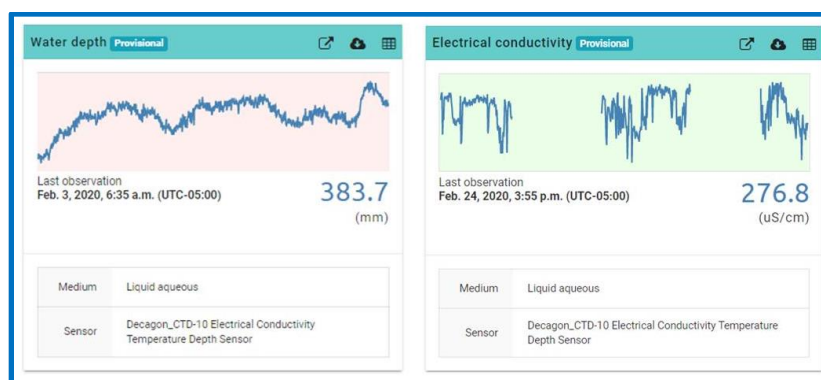 Water depth Provisional
Last observation
Feb. 3, 2020, 6:35 a.m. (UTC-05:00)
383.7
(mm)
Medium Liquid aqueous
Sensor Decagon_CTD-10 Electrical Conductivity
Temperature Depth Sensor
Electrical conductivity Provisional
Last observation
Feb. 24, 2020, 3:55 p.m. (UTC-05:00)
276.8
(uS/cm)
Medium Liquid aqueous
Sensor Decagon_CTD-10 Electrical Conductivity Temperature
Depth Sensor